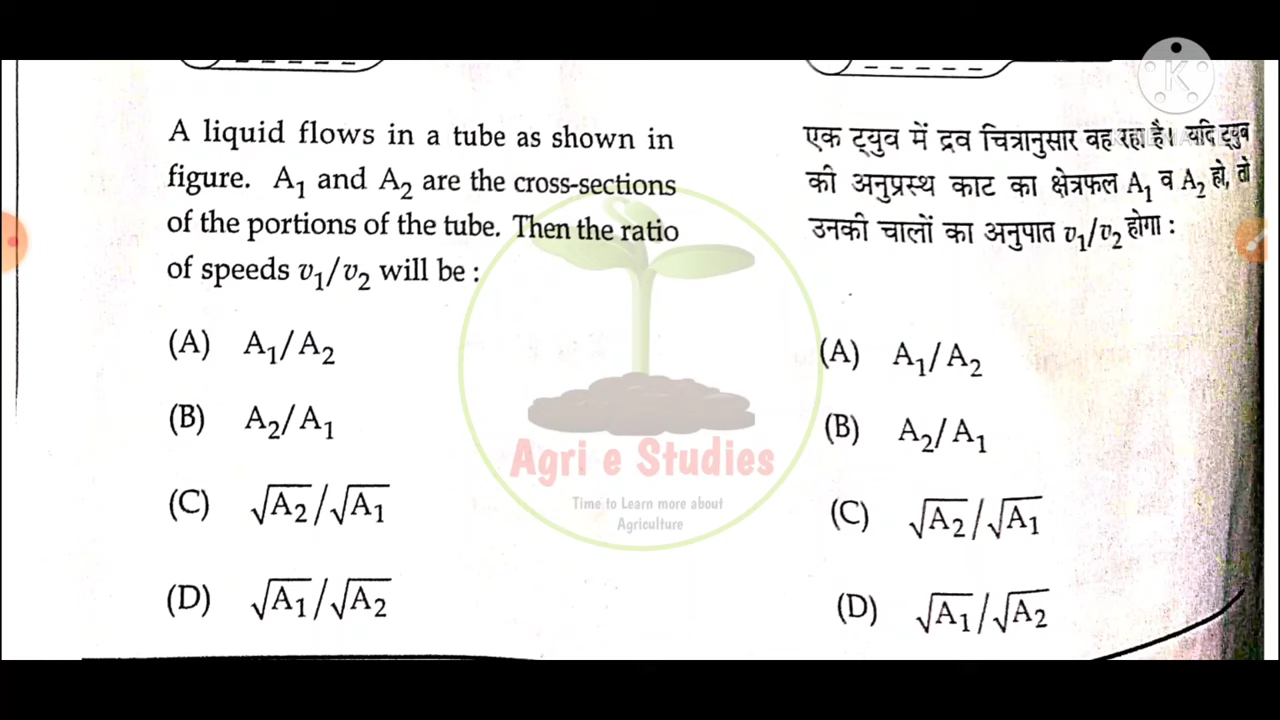 A liquid flows in a tube as shown in
figure. A₁ and A₂ are the cross-sections
of the portions of the tube. Then the ratio
of speeds v₁/v₂ will be :
(A) A₁/A₂
(B) A₂/A₁
(C) √A₂/√A₁
(D) √A₁/√A₂
एक ट्युव में द्रव चित्रानुसार वह रहा है। यदि ट्युव
की अनुप्रस्थ काट का क्षेत्रफल A₁ व A₂ हो, तो
उनकी चालों का अनुपात v₁/v₂ होगा :
(A) A₁/A₂
(B) A₂/A₁
(C) √A₂/√A₁
(D) √A₁/√A₂
Agri e Studies
Time to Learn more about
Agriculture
K